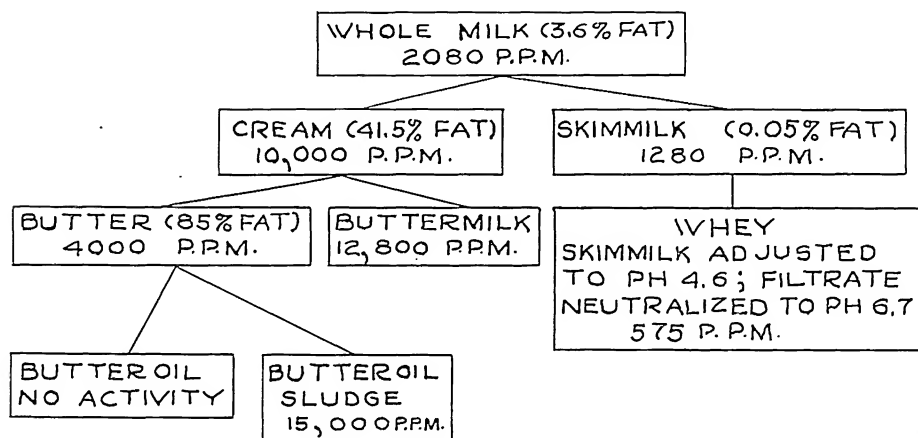 WHOLE MILK (3.6% FAT)
2080 P.P.M.
CREAM (41.5% FAT)
10,000 P.P.M.
SKIMMILK (0.05% FAT)
1280 P.P.M.
BUTTER (85% FAT)
4000 P.P.M.
BUTTERMILK
12,800 P.P.M.
WHEY
SKIMMILK ADJUSTED
TO PH 4.6; FILTRATE
NEUTRALIZED TO PH 6.7
575 P.P.M.
BUTTEROIL
NO ACTIVITY
BUTTEROIL
SLUDGE
15,000 P.P.M.